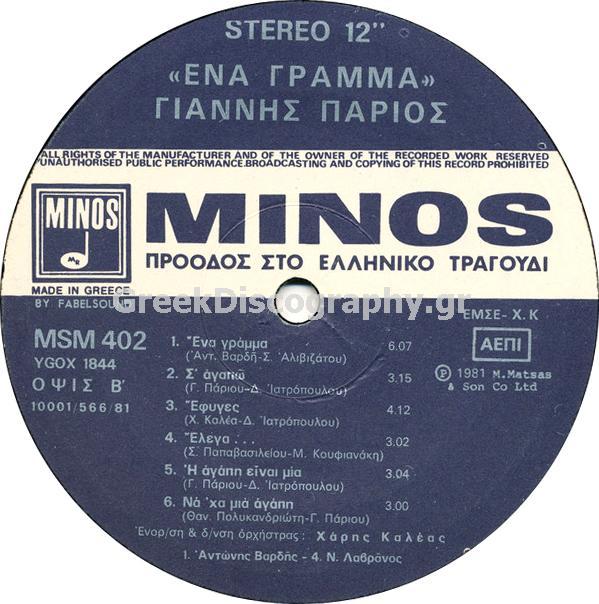 STEREO 12''
«ΕΝΑ ΓΡΑΜΜΑ»
ΓΙΑΝΝΗΣ ΠΑΡΙΟΣ
ALL RIGHTS OF THE MANUFACTURER AND OF THE OWNER OF THE RECORDED WORK RESERVED
UNAUTHORISED PUBLIC PERFORMANCE.BROADCASTING AND COPYING OF THIS RECORD PROHIBITED
MINOS
MINOS
ΠΡΟΟΔΟΣ ΣΤΟ ΕΛΛΗΝΙΚΟ ΤΡΑΓΟΥΔΙ
MADE IN GREECE
BY FABELSOUND
GreekDiscography.gr
MSM 402
YGOX 1844
ΟΨΙΣ Β'
10001/566/81
1. Ἕνα γράμμα 6.07
(Ἀντ. Βαρδῆ-Σ. Ἀλιβιζάτου)
2. Σ' ἀγαπῶ 3.15
(Γ. Πάριου-Δ. Ἰατρόπουλου)
3. Ἔφυγες 4.12
(Χ. Καλέα-Δ. Ἰατρόπουλου)
4. Ἔλεγα... 3.02
(Σ. Παπαβασιλείου-Μ. Κουφιανάκη)
5. Ἡ ἀγάπη εἶναι μία 3.04
(Γ. Πάριου-Δ. Ἰατρόπουλου)
6. Νά 'χα μιά ἀγάπη 3.00
(Θαν. Πολυκανδριώτη-Γ. Πάριου)
Ἐνορ/ση & δ/νση ὀρχήστρας: Χάρης Καλέας
1. Ἀντώνης Βαρδῆς - 4. Ν. Λαβράνος
ΕΜΣΕ- Χ. Κ
ΑΕΠΙ
Ⓟ 1981 M.Matsas
& Son Co Ltd